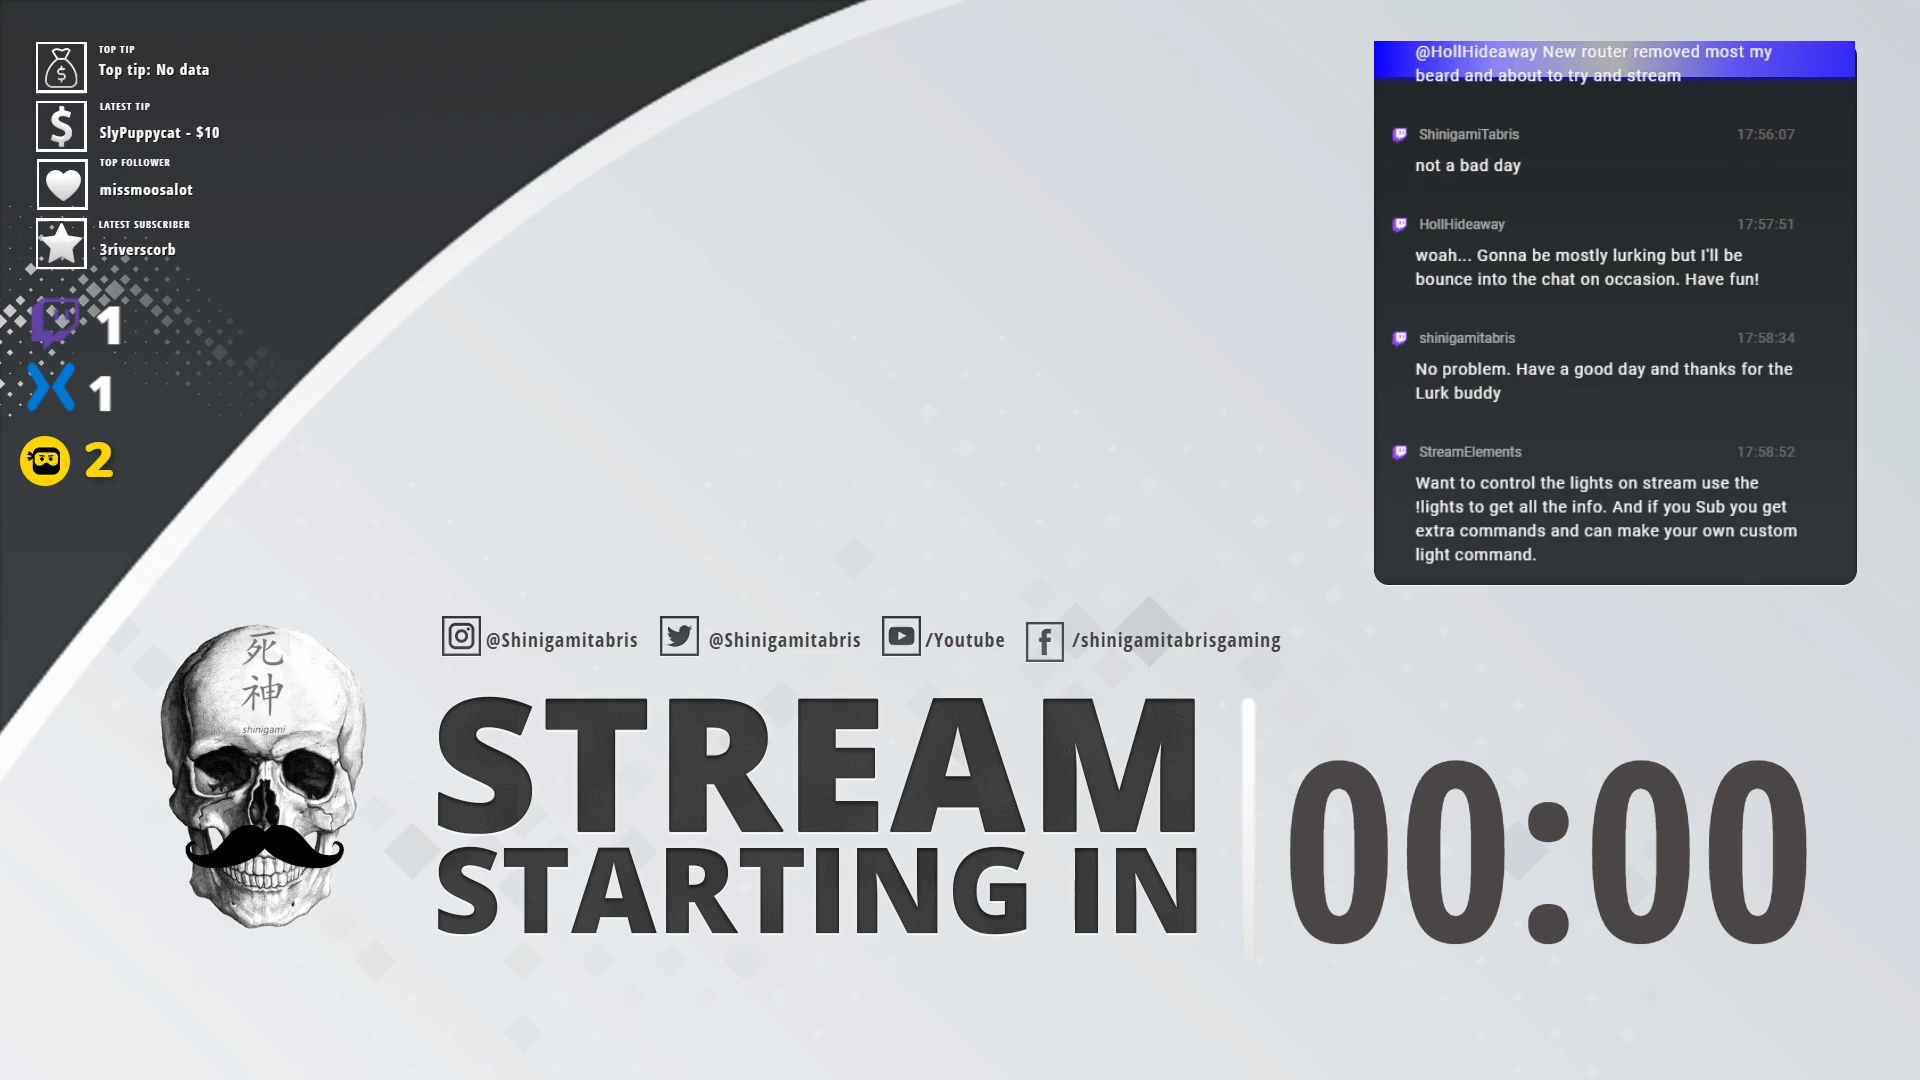 TOP TIP
Top tip: No data
LATEST TIP
SlyPuppycat - $10
TOP FOLLOWER
missmoosalot
LATEST SUBSCRIBER
3riverscorb
1
1
2
@HollHideaway New router removed most my
beard and about to try and stream
ShinigamiTabris 17:56:07
not a bad day
HollHideaway 17:57:51
woah... Gonna be mostly lurking but I'll be
bounce into the chat on occasion. Have fun!
shinigamitabris 17:58:34
No problem. Have a good day and thanks for the
Lurk buddy
StreamElements 17:58:52
Want to control the lights on stream use the
!lights to get all the info. And if you Sub you get
extra commands and can make your own custom
light command.
@Shinigamitabris @Shinigamitabris /Youtube /shinigamitabrisgaming
死
神
shinigami
STREAM
STARTING IN
00:00